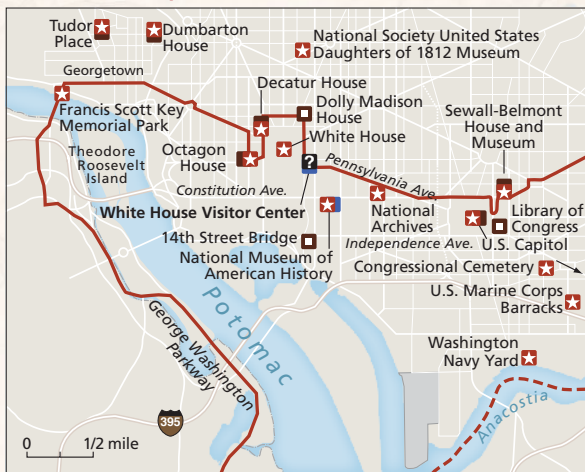 Tudor
Place
Dumbarton
House
National Society United States
Daughters of 1812 Museum
Georgetown
Decatur House
Dolly Madison
House
Sewall-Belmont
House and
Museum
Francis Scott Key
Memorial Park
White House
Octagon
House
Theodore
Roosevelt
Island
?
Pennsylvania Ave.
Constitution Ave.
White House Visitor Center
National
Archives
Library of
Congress
14th Street Bridge
Independence Ave.
U.S. Capitol
National Museum of
American History
Congressional Cemetery
U.S. Marine Corps
Barracks
Potomac
George Washington
Parkway
Washington
Navy Yard
Anacostia
395
0 1/2 mile